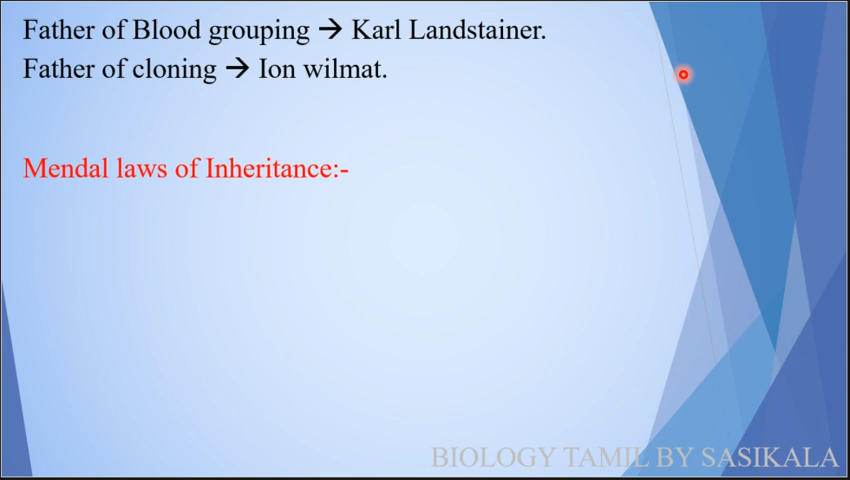 Father of Blood grouping → Karl Landstainer.
Father of cloning → Ion wilmat.
Mendal laws of Inheritance:-
BIOLOGY TAMIL BY SASIKALA